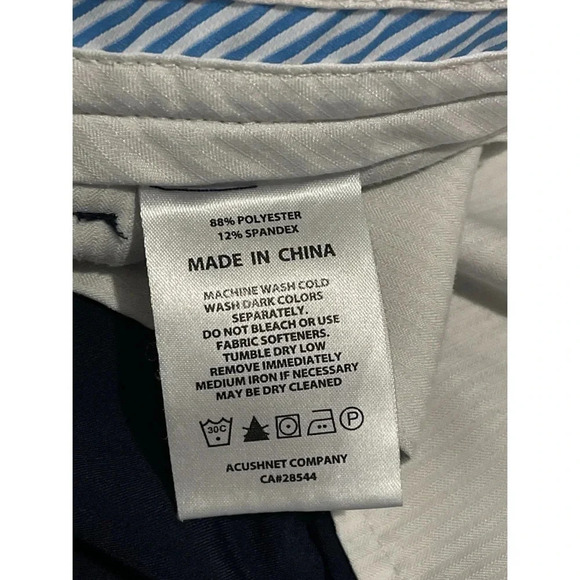 88% POLYESTER
12% SPANDEX
MADE IN CHINA
MACHINE WASH COLD
WASH DARK COLORS
SEPARATELY.
DO NOT BLEACH OR USE
FABRIC SOFTENERS.
TUMBLE DRY LOW
REMOVE IMMEDIATELY
MEDIUM IRON IF NECESSARY
MAY BE DRY CLEANED
30C P
ACUSHNET COMPANY
CA#28544